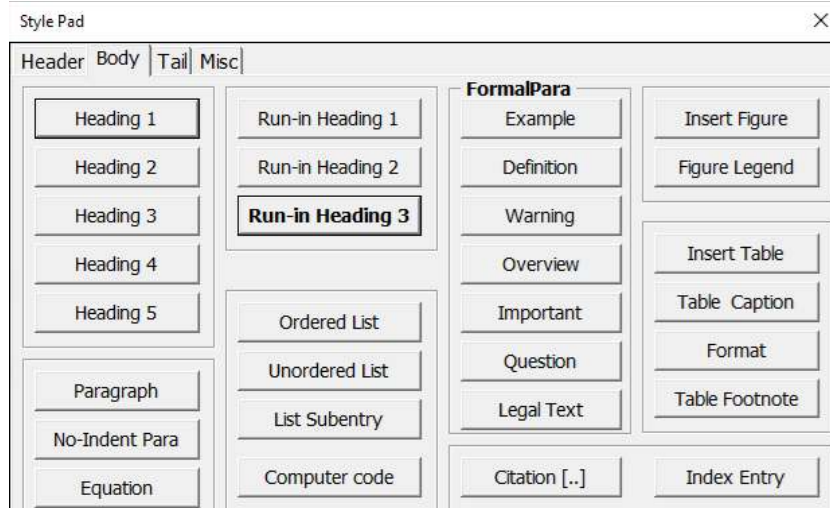 Style Pad
Header Body Tail Misc
Heading 1
Heading 2
Heading 3
Heading 4
Heading 5
Paragraph
No-Indent Para
Equation
Run-in Heading 1
Run-in Heading 2
Run-in Heading 3
Ordered List
Unordered List
List Subentry
Computer code
FormalPara
Example
Definition
Warning
Overview
Important
Question
Legal Text
Insert Figure
Figure Legend
Insert Table
Table Caption
Format
Table Footnote
Citation [..]
Index Entry